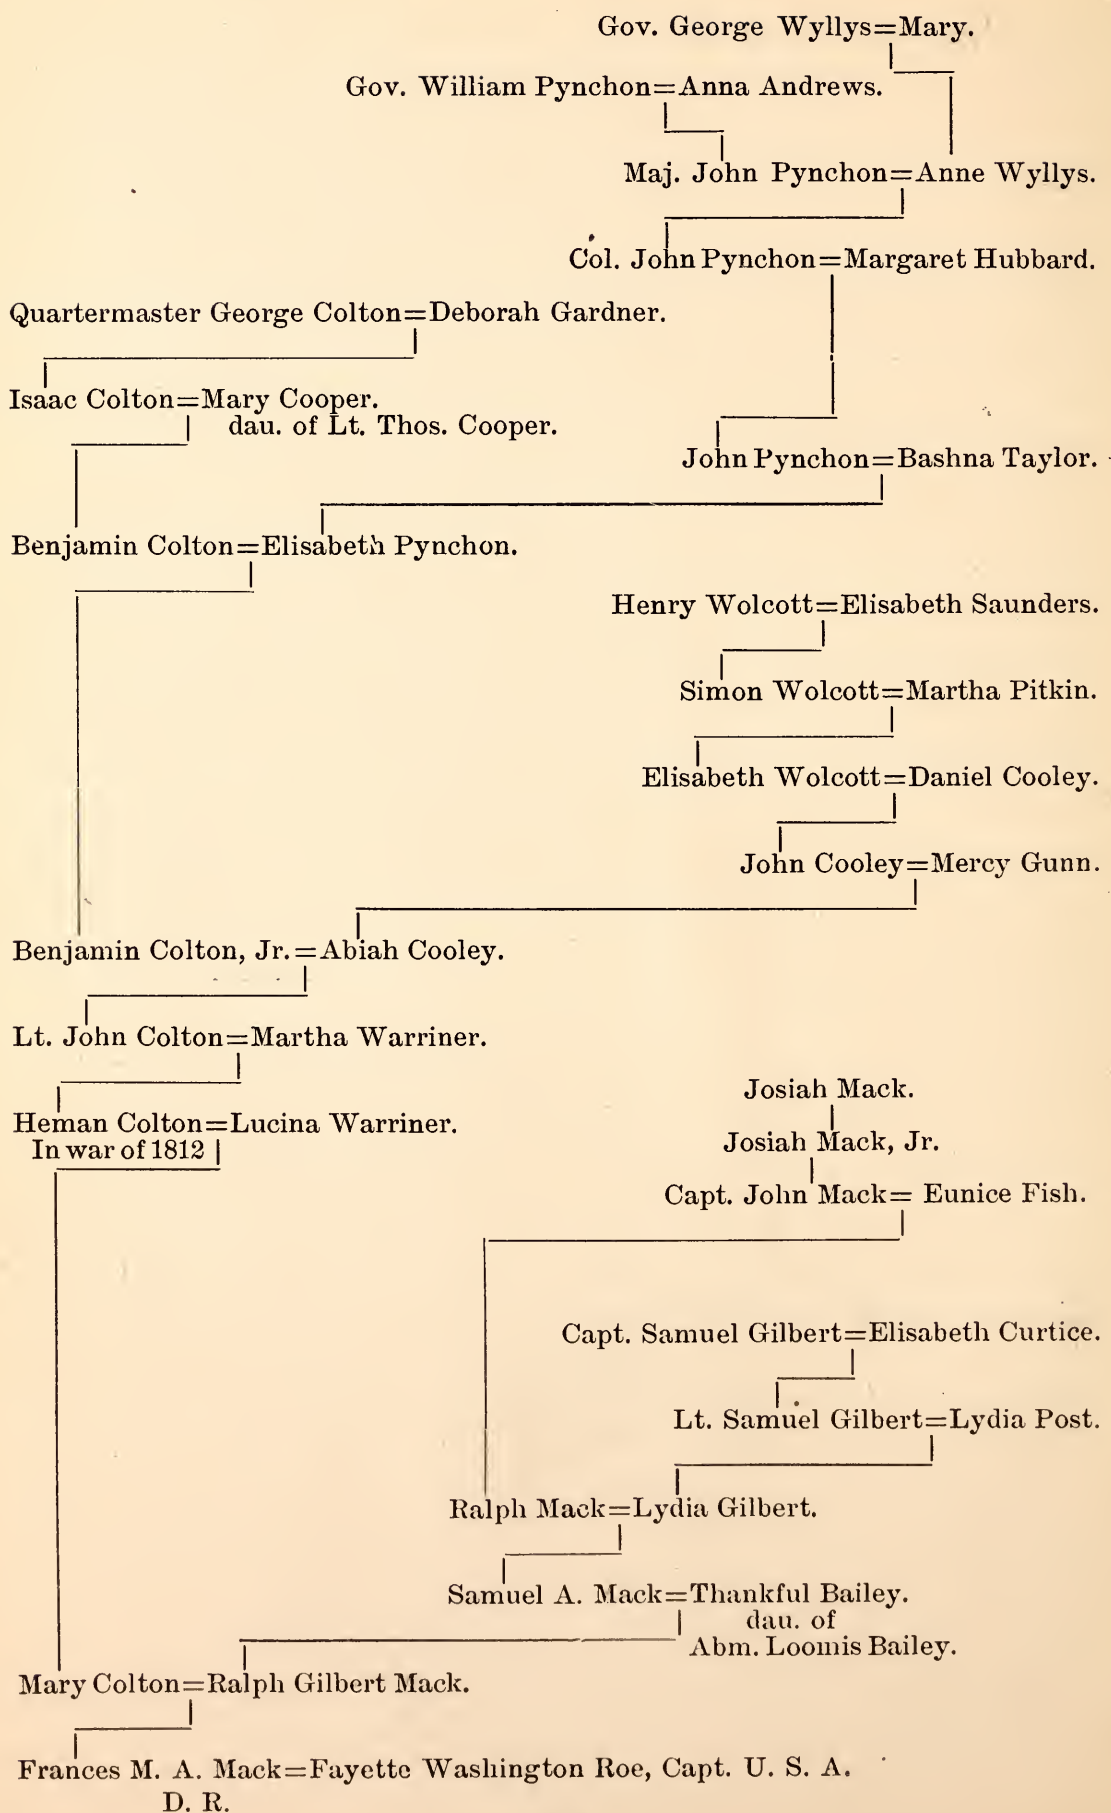 Gov. George Wyllys=Mary.
Gov. William Pynchon=Anna Andrews.
Maj. John Pynchon=Anne Wyllys.
Col. John Pynchon=Margaret Hubbard.
Quartermaster George Colton=Deborah Gardner.
Isaac Colton=Mary Cooper.
dau. of Lt. Thos. Cooper.
John Pynchon=Bashna Taylor.
Benjamin Colton=Elisabeth Pynchon.
Henry Wolcott=Elisabeth Saunders.
Simon Wolcott=Martha Pitkin.
Elisabeth Wolcott=Daniel Cooley.
John Cooley=Mercy Gunn.
Benjamin Colton, Jr.=Abiah Cooley.
Lt. John Colton=Martha Warriner.
Josiah Mack.
Heman Colton=Lucina Warriner.
In war of 1812
Josiah Mack, Jr.
Capt. John Mack= Eunice Fish.
Capt. Samuel Gilbert=Elisabeth Curtice.
Lt. Samuel Gilbert=Lydia Post.
Ralph Mack=Lydia Gilbert.
Samuel A. Mack=Thankful Bailey.
dau. of
Abm. Loomis Bailey.
Mary Colton=Ralph Gilbert Mack.
Frances M. A. Mack=Fayette Washington Roe, Capt. U. S. A.
D. R.